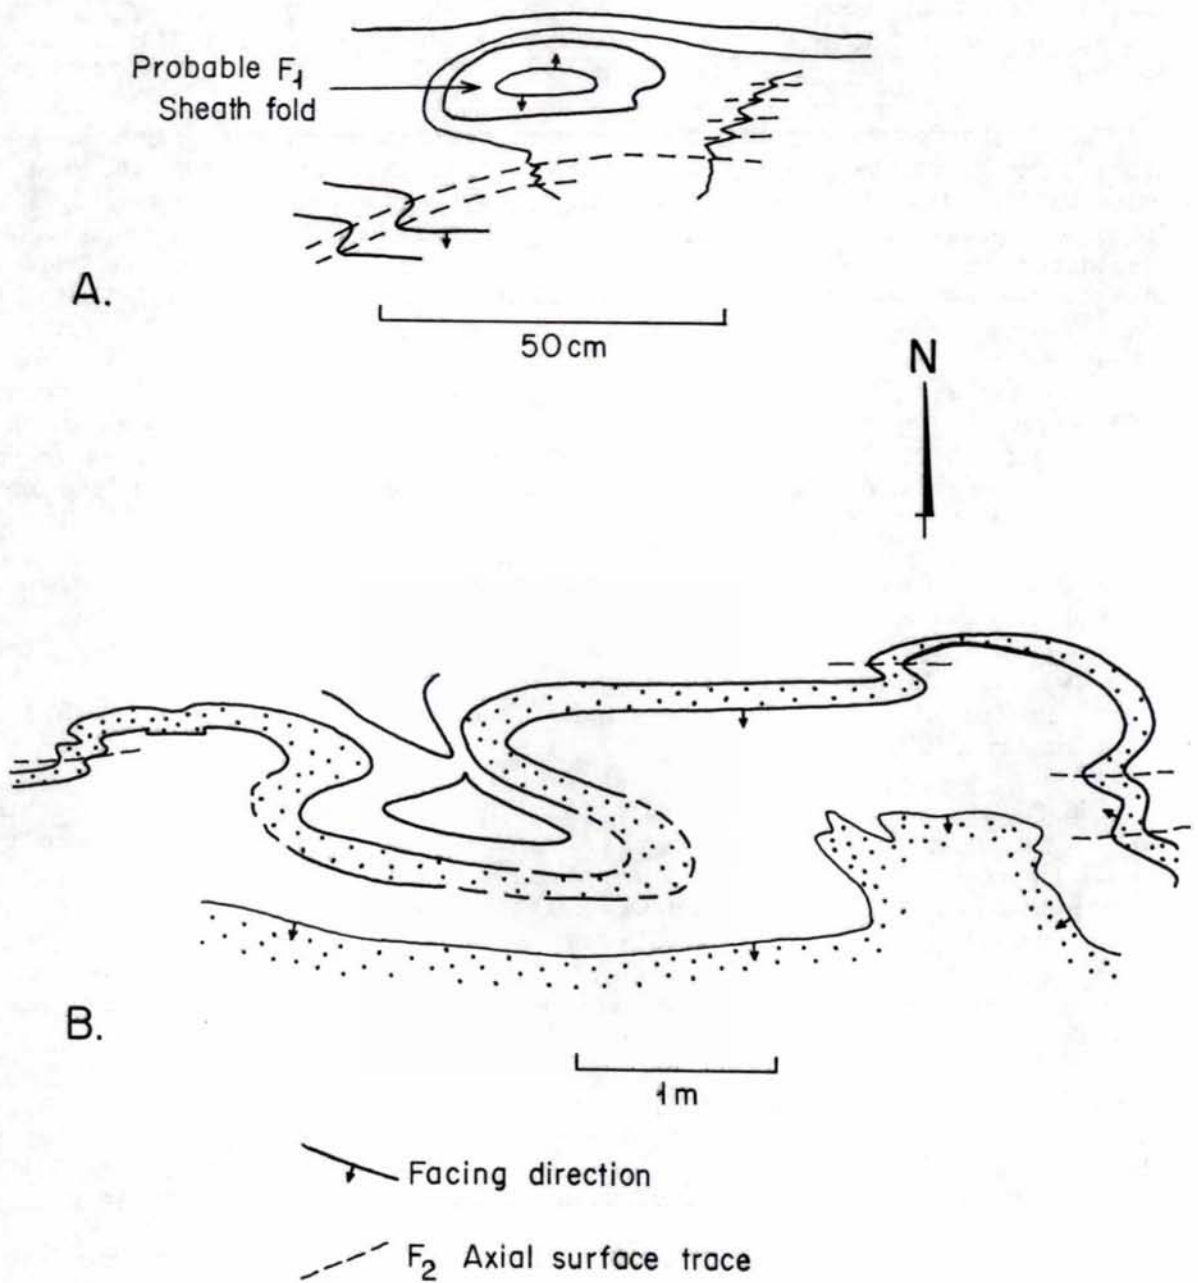 Probable F1
Sheath fold
A.
50 cm
N
B.
1 m
Facing direction
F2 Axial surface trace